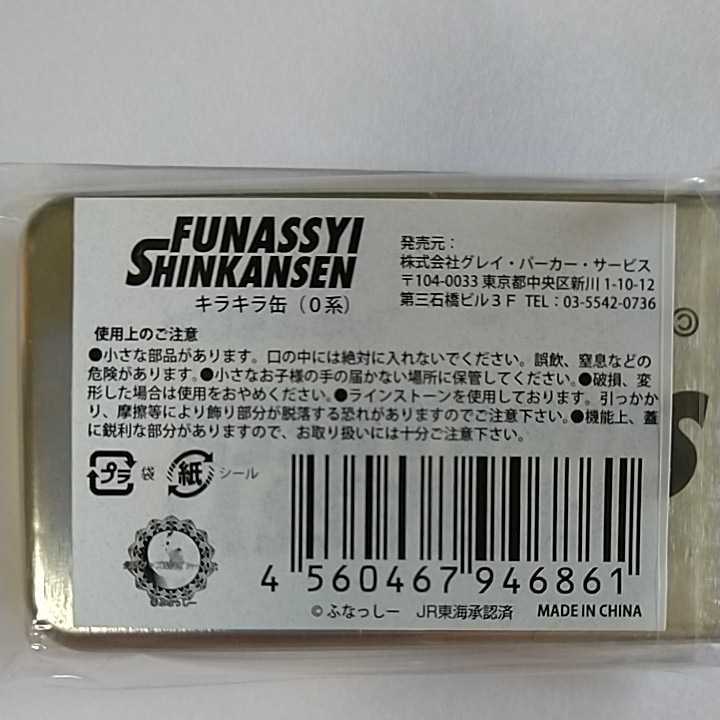 FUNASSYI
SHINKANSEN
キラキラ缶（０系）
発売元：
株式会社グレイ・パーカー・サービス
〒104-0033 東京都中央区新川 1-10-12
第三石橋ビル３Ｆ TEL：03-5542-0736
使用上のご注意
●小さな部品があります。口の中には絶対に入れないでください。誤飲、窒息などの
危険があります。●小さなお子様の手の届かない場所に保管してください。●破損、変
形した場合は使用をおやめください。●ラインストーンを使用しております。引っかか
り、摩擦等により飾り部分が脱落する恐れがありますのでご注意下さい。●機能上、蓋
に鋭利な部分がありますので、お取り扱いには十分ご注意下さい。
プラ 袋 紙 シール
©ふなっしー
4 560467 946861
© ふなっしー JR東海承認済 MADE IN CHINA
©
S